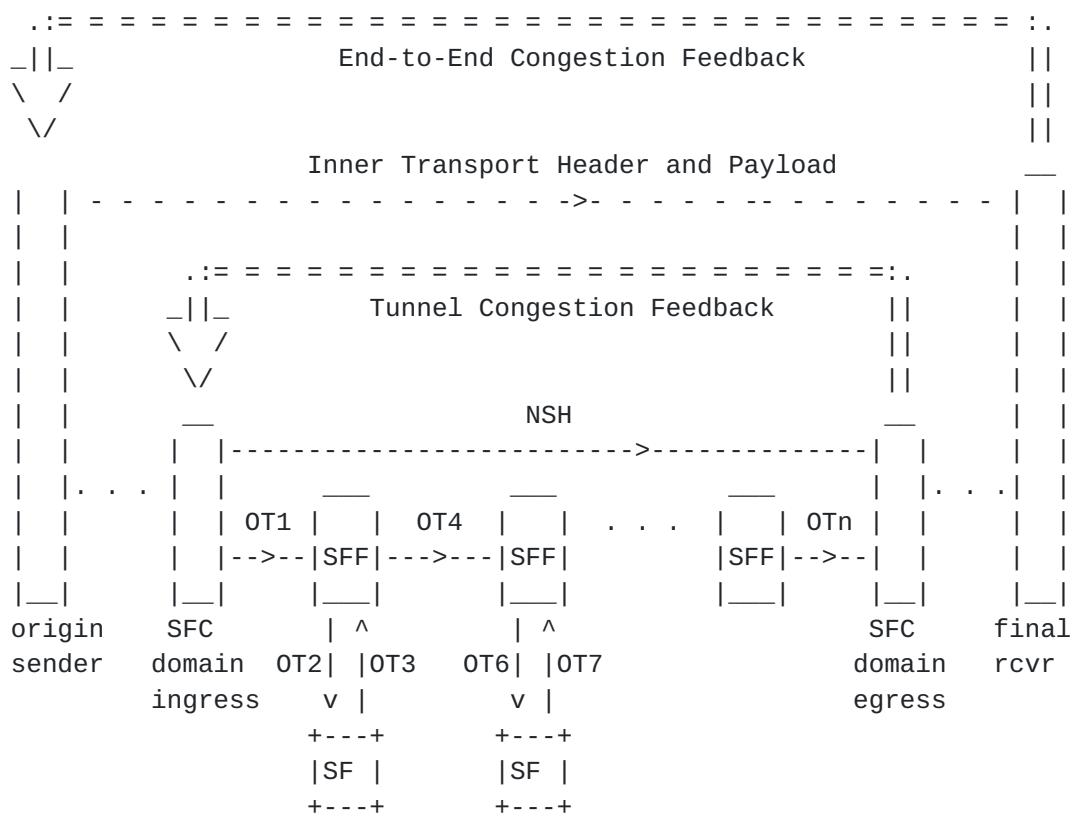 End-to-End Congestion Feedback
Inner Transport Header and Payload
Tunnel Congestion Feedback
NSH
OT1 OT4 . . . OTn
SFF SFF SFF
origin SFC SFC final
sender domain OT2 OT3 OT6 OT7 domain rcvr
ingress v v egress
SF SF